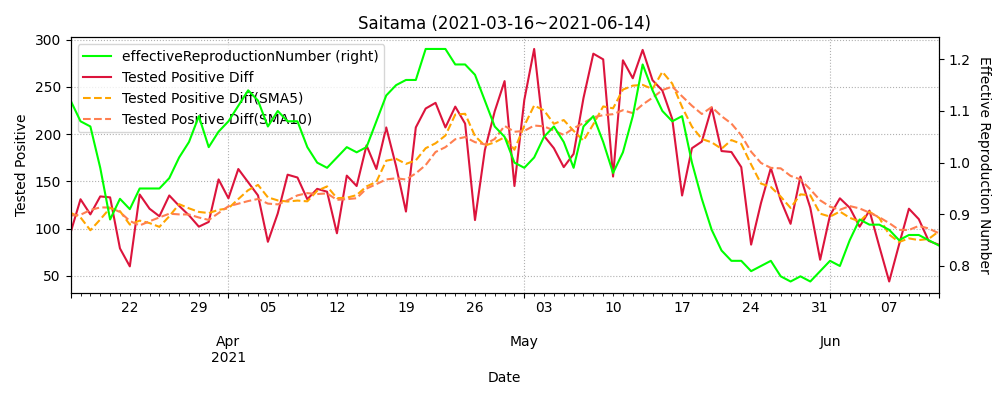 Saitama (2021-03-16~2021-06-14)
effectiveReproductionNumber (right)
Tested Positive Diff
Tested Positive Diff(SMA5)
Tested Positive Diff(SMA10)
Tested Positive
300
250
200
150
100
50
1.2
1.1
1.0
0.9
0.8
Effective Reproduction Number
22 29 05 12 19 26 03 10 17 24 31 07
Apr May Jun
2021
Date